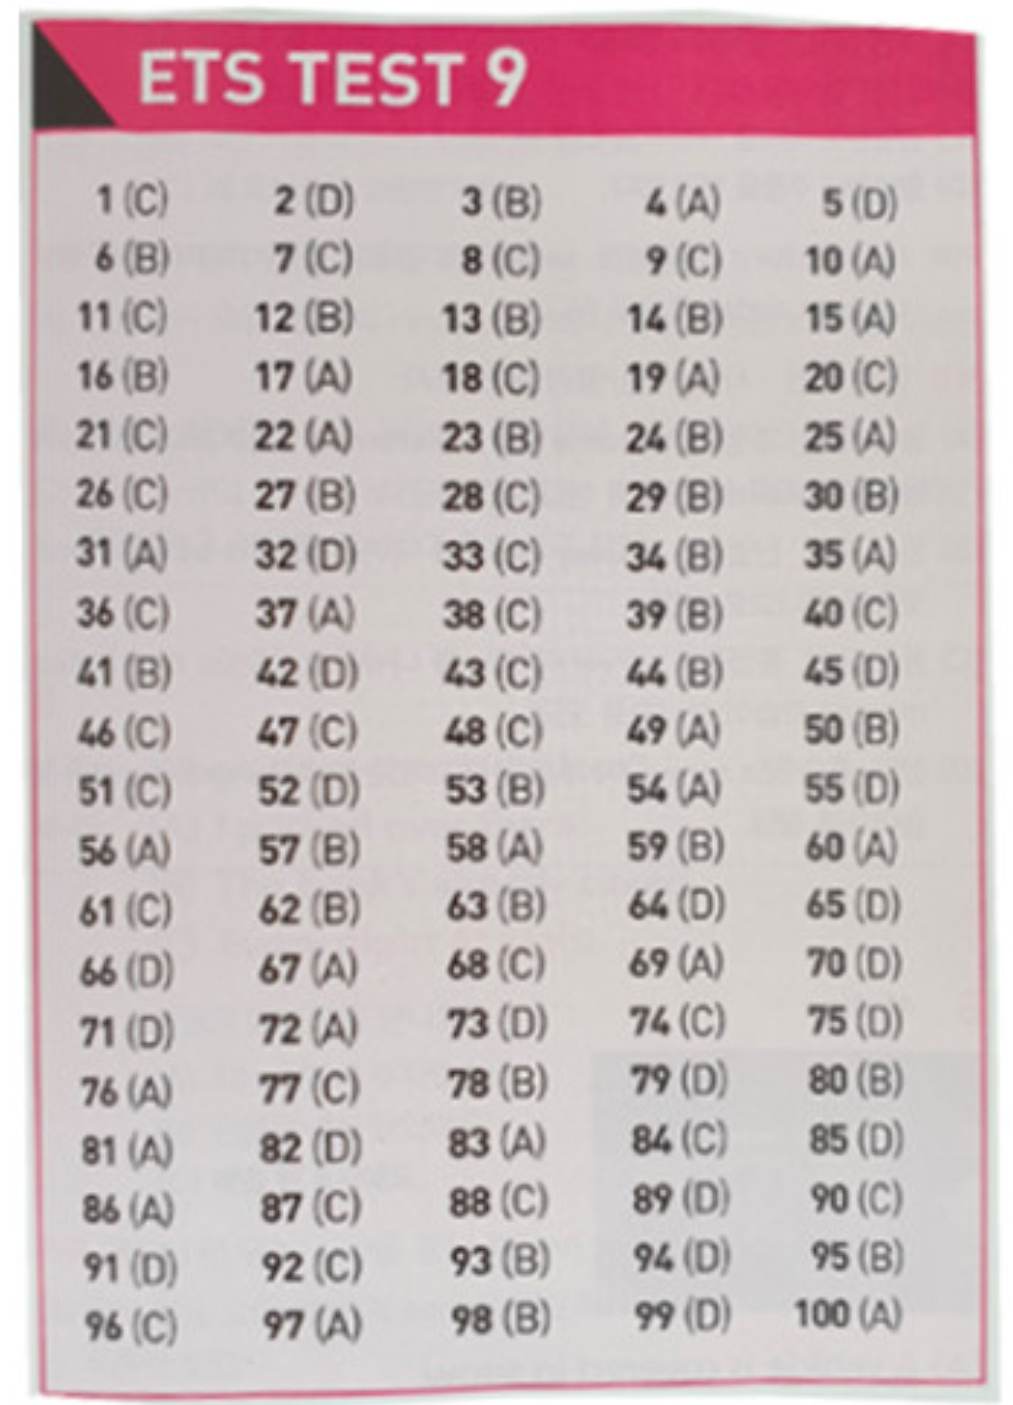 ETS TEST 9
1 (C) 2 (D) 3 (B) 4 (A) 5 (D)
6 (B) 7 (C) 8 (C) 9 (C) 10 (A)
11 (C) 12 (B) 13 (B) 14 (B) 15 (A)
16 (B) 17 (A) 18 (C) 19 (A) 20 (C)
21 (C) 22 (A) 23 (B) 24 (B) 25 (A)
26 (C) 27 (B) 28 (C) 29 (B) 30 (B)
31 (A) 32 (D) 33 (C) 34 (B) 35 (A)
36 (C) 37 (A) 38 (C) 39 (B) 40 (C)
41 (B) 42 (D) 43 (C) 44 (B) 45 (D)
46 (C) 47 (C) 48 (C) 49 (A) 50 (B)
51 (C) 52 (D) 53 (B) 54 (A) 55 (D)
56 (A) 57 (B) 58 (A) 59 (B) 60 (A)
61 (C) 62 (B) 63 (B) 64 (D) 65 (D)
66 (D) 67 (A) 68 (C) 69 (A) 70 (D)
71 (D) 72 (A) 73 (D) 74 (C) 75 (D)
76 (A) 77 (C) 78 (B) 79 (D) 80 (B)
81 (A) 82 (D) 83 (A) 84 (C) 85 (D)
86 (A) 87 (C) 88 (C) 89 (D) 90 (C)
91 (D) 92 (C) 93 (B) 94 (D) 95 (B)
96 (C) 97 (A) 98 (B) 99 (D) 100 (A)